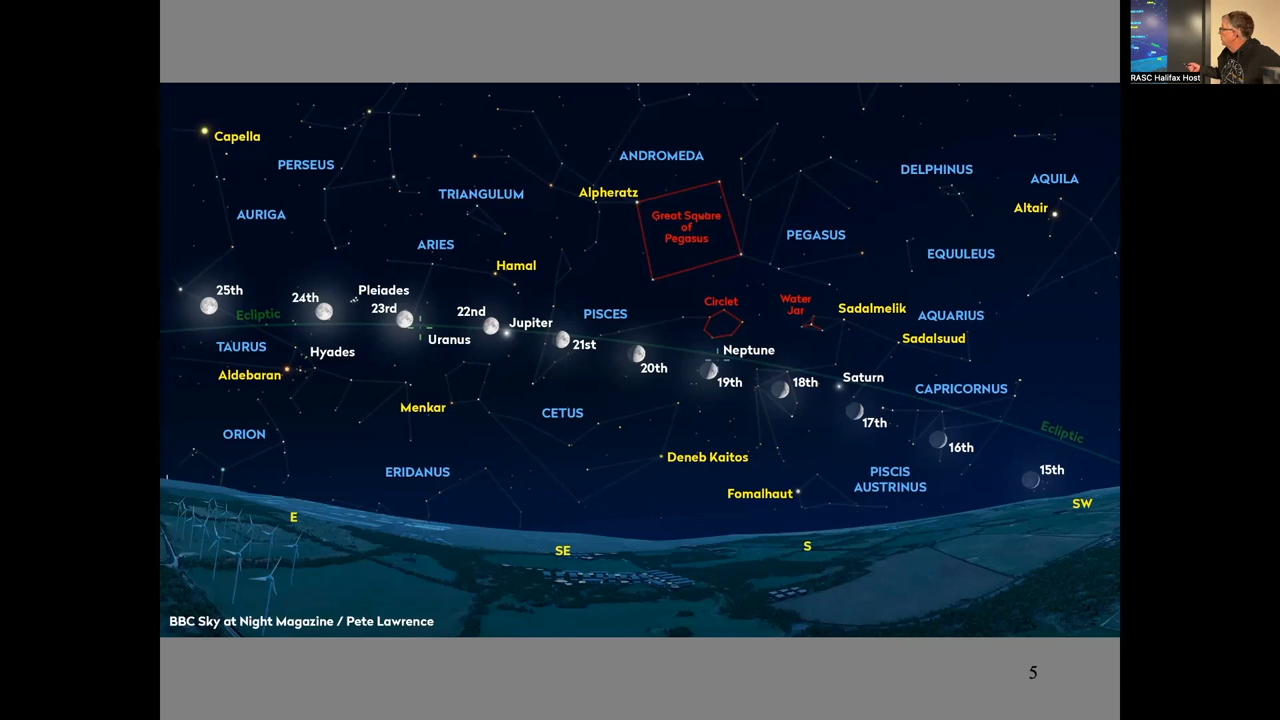 RASC Halifax Host
Capella
PERSEUS
ANDROMEDA
DELPHINUS
AQUILA
TRIANGULUM
Alpheratz
Altair
AURIGA
Great Square
of
Pegasus
PEGASUS
ARIES
EQUULEUS
Hamal
25th
24th
Pleiades
23rd
22nd
Circlet
Water
Jar
Sadalmelik
Ecliptic
Uranus
Jupiter
PISCES
AQUARIUS
TAURUS
Hyades
21st
Neptune
Sadalsuud
Aldebaran
20th
19th
18th
Saturn
CAPRICORNUS
Menkar
CETUS
17th
Ecliptic
ORION
16th
ERIDANUS
Deneb Kaitos
PISCIS
AUSTRINUS
15th
Fomalhaut
SW
E
SE
S
BBC Sky at Night Magazine / Pete Lawrence
5